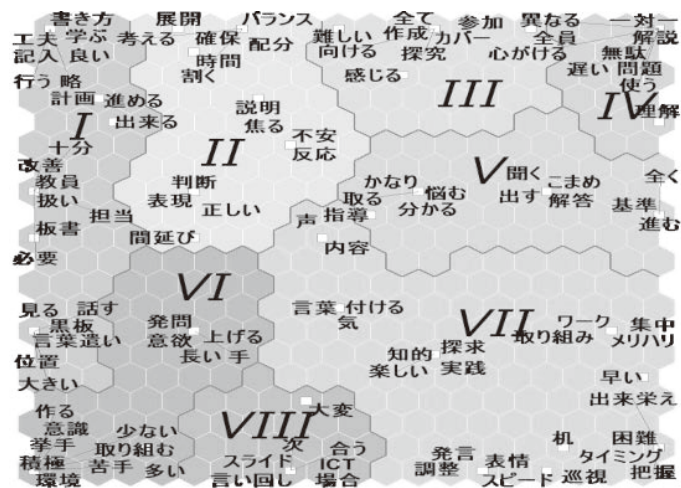 書き方 展開 バランス 全て 参加 異なる 一対一
工夫 学ぶ 考える 確保 配分 難しい 作成 カバー 全員 解説
記入 良い 時間 向ける 探究 心がける 無駄
行う 略 割く 感じる 遅い 問題
計画 進める 説明 III 使う
I 出来る 焦る IV 理解
十分 II 不安
改善 反応 V 聞く
教員 判断 かなり 悩む こまめ 全く
扱い 表現 取る 出す 解答 基準
担当 正しい 声 指導 分かる 進む
板書 間延び 内容
必要 VI
見る 話す 言葉 付ける VII ワーク 集中
黒板 発問 気 取り組み メリハリ
言葉遣い 意欲 上げる 探求
位置 長い 手 知的 実践
大きい 楽しい 早い
作る 大変 出来栄え
意識 少ない VIII 机 困難
挙手 取り組む 次 合う 発言 表情 タイミング
積極 苦手 多い スライド ICT 調整 巡視 把握
環境 言い回し 場合 スピード